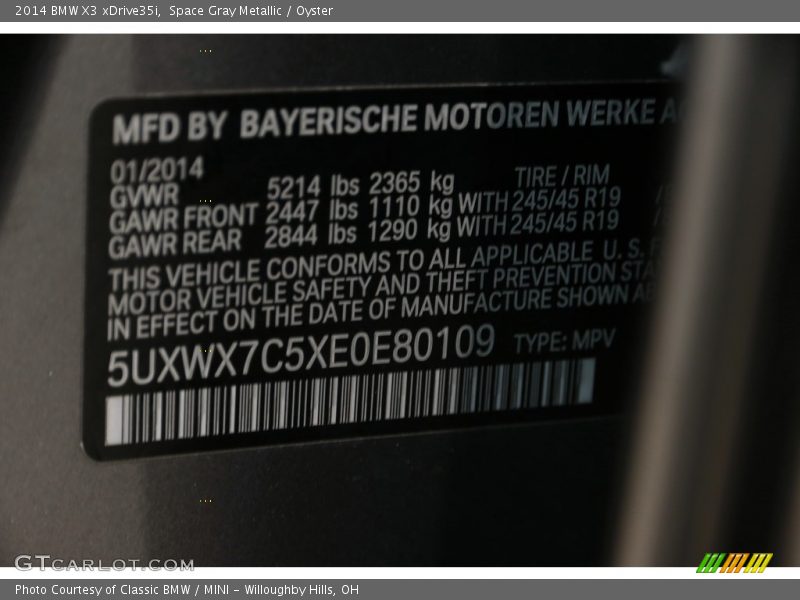 2014 BMW X3 xDrive35i, Space Gray Metallic / Oyster
MFD BY BAYERISCHE MOTOREN WERKE
01/2014 TIRE / RIM
GVWR 5214 lbs 2365 kg
GAWR FRONT 2447 lbs 1110 kg WITH 245/45 R19
GAWR REAR 2844 lbs 1290 kg WITH 245/45 R19
THIS VEHICLE CONFORMS TO ALL APPLICABLE U. S.
MOTOR VEHICLE SAFETY AND THEFT PREVENTION
IN EFFECT ON THE DATE OF MANUFACTURE SHOWN
5UXWX7C5XE0E80109 TYPE: MPV
GTCARLOT.COM
Photo Courtesy of Classic BMW / MINI – Willoughby Hills, OH